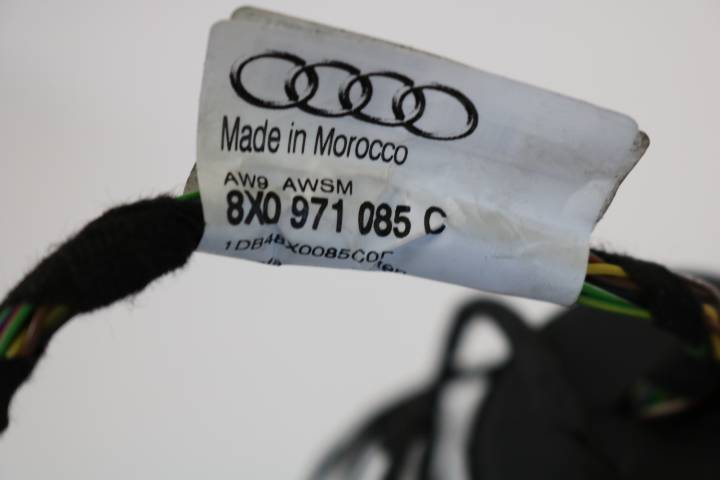 Made in Morocco
AW9 AWSM
8X0 971 085 C